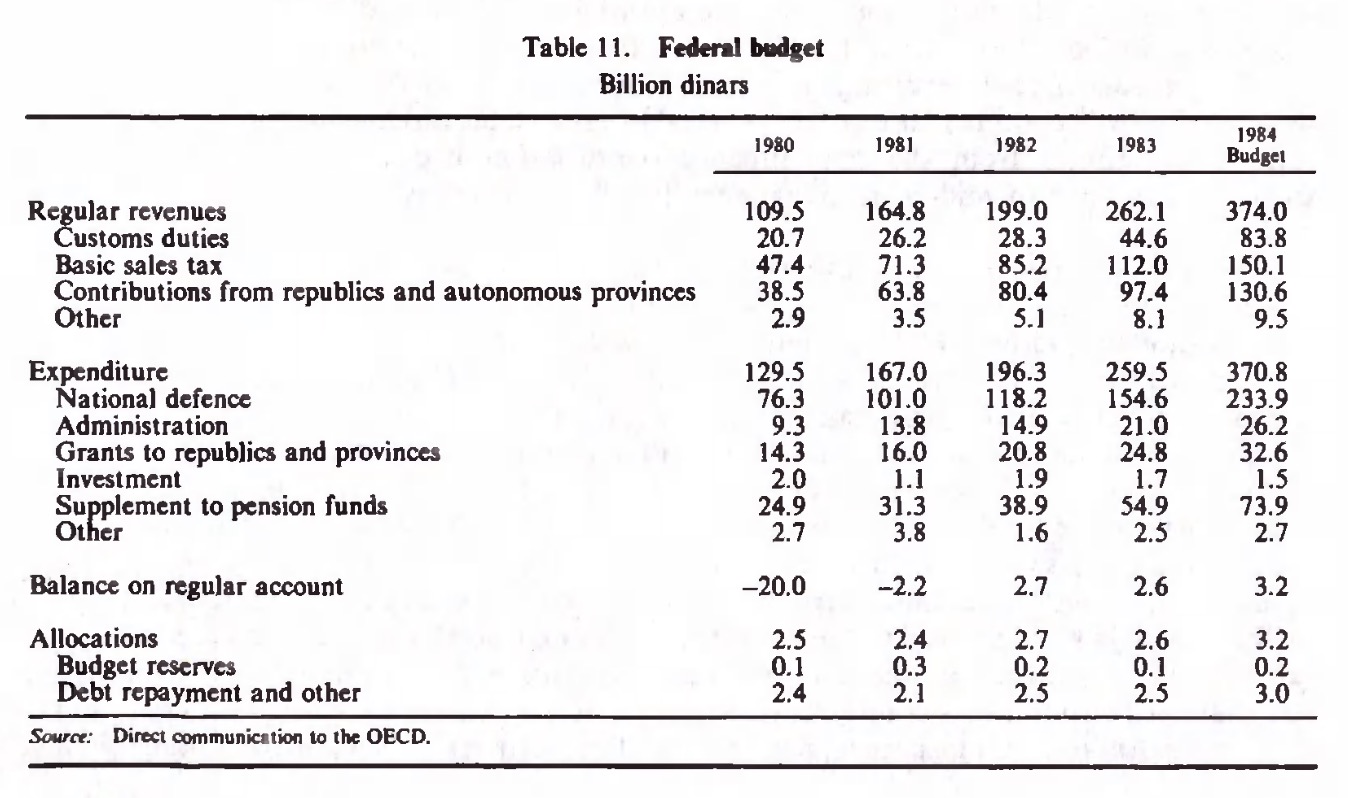 Table 11. Federal budget
Billion dinars
1980 1981 1982 1983 1984 Budget
Regular revenues 109.5 164.8 199.0 262.1 374.0
Customs duties 20.7 26.2 28.3 44.6 83.8
Basic sales tax 47.4 71.3 85.2 112.0 150.1
Contributions from republics and autonomous provinces 38.5 63.8 80.4 97.4 130.6
Other 2.9 3.5 5.1 8.1 9.5
Expenditure 129.5 167.0 196.3 259.5 370.8
National defence 76.3 101.0 118.2 154.6 233.9
Administration 9.3 13.8 14.9 21.0 26.2
Grants to republics and provinces 14.3 16.0 20.8 24.8 32.6
Investment 2.0 1.1 1.9 1.7 1.5
Supplement to pension funds 24.9 31.3 38.9 54.9 73.9
Other 2.7 3.8 1.6 2.5 2.7
Balance on regular account –20.0 –2.2 2.7 2.6 3.2
Allocations 2.5 2.4 2.7 2.6 3.2
Budget reserves 0.1 0.3 0.2 0.1 0.2
Debt repayment and other 2.4 2.1 2.5 2.5 3.0
Source: Direct communication to the OECD.